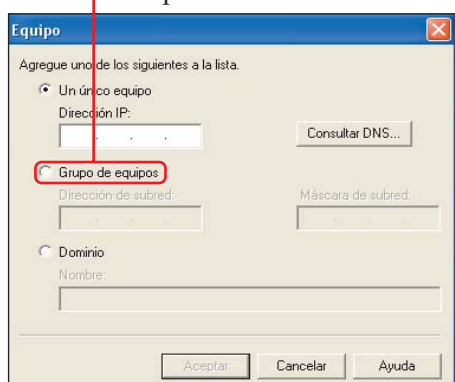 Equipo
Agregue uno de los siguientes a la lista.
Un único equipo
Dirección IP:
Consultar DNS...
Grupo de equipos
Dirección de subred:
Máscara de subred:
Dominio
Nombre:
Aceptar Cancelar Ayuda